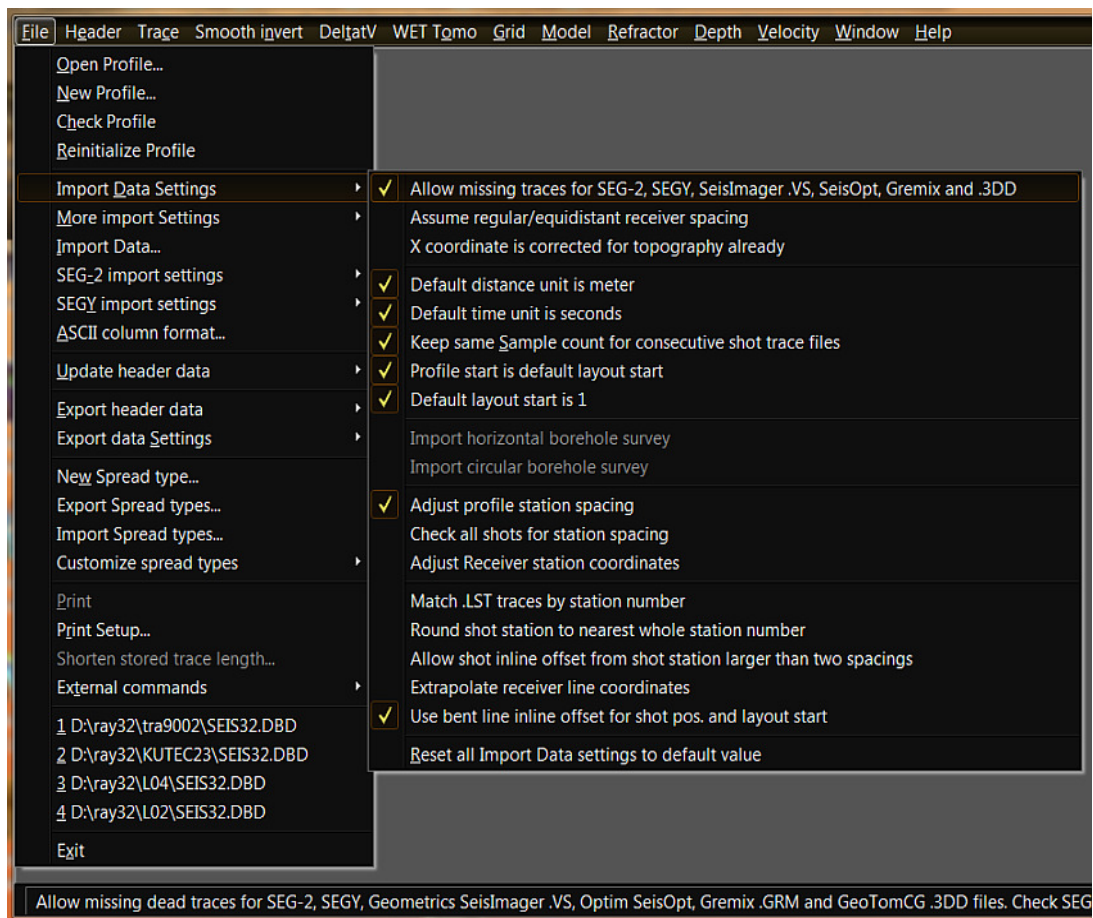 File Header Trace Smooth invert DeltatV WET Tomo Grid Model Refractor Depth Velocity Window Help
Open Profile...
New Profile...
Check Profile
Reinitialize Profile
Import Data Settings
More import Settings
Import Data...
SEG-2 import settings
SEGY import settings
ASCII column format...
Update header data
Export header data
Export data Settings
New Spread type...
Export Spread types...
Import Spread types...
Customize spread types
Print
Print Setup...
Shorten stored trace length...
External commands
1 D:\ray32\tra9002\SEIS32.DBD
2 D:\ray32\KUTEC23\SEIS32.DBD
3 D:\ray32\L04\SEIS32.DBD
4 D:\ray32\L02\SEIS32.DBD
Exit
Allow missing traces for SEG-2, SEGY, SeisImager .VS, SeisOpt, Gremix and .3DD
Assume regular/equidistant receiver spacing
X coordinate is corrected for topography already
Default distance unit is meter
Default time unit is seconds
Keep same Sample count for consecutive shot trace files
Profile start is default layout start
Default layout start is 1
Import horizontal borehole survey
Import circular borehole survey
Adjust profile station spacing
Check all shots for station spacing
Adjust Receiver station coordinates
Match .LST traces by station number
Round shot station to nearest whole station number
Allow shot inline offset from shot station larger than two spacings
Extrapolate receiver line coordinates
Use bent line inline offset for shot pos. and layout start
Reset all Import Data settings to default value
Allow missing dead traces for SEG-2, SEGY, Geometrics SeisImager .VS, Optim SeisOpt, Gremix .GRM and GeoTomCG .3DD files. Check SEG